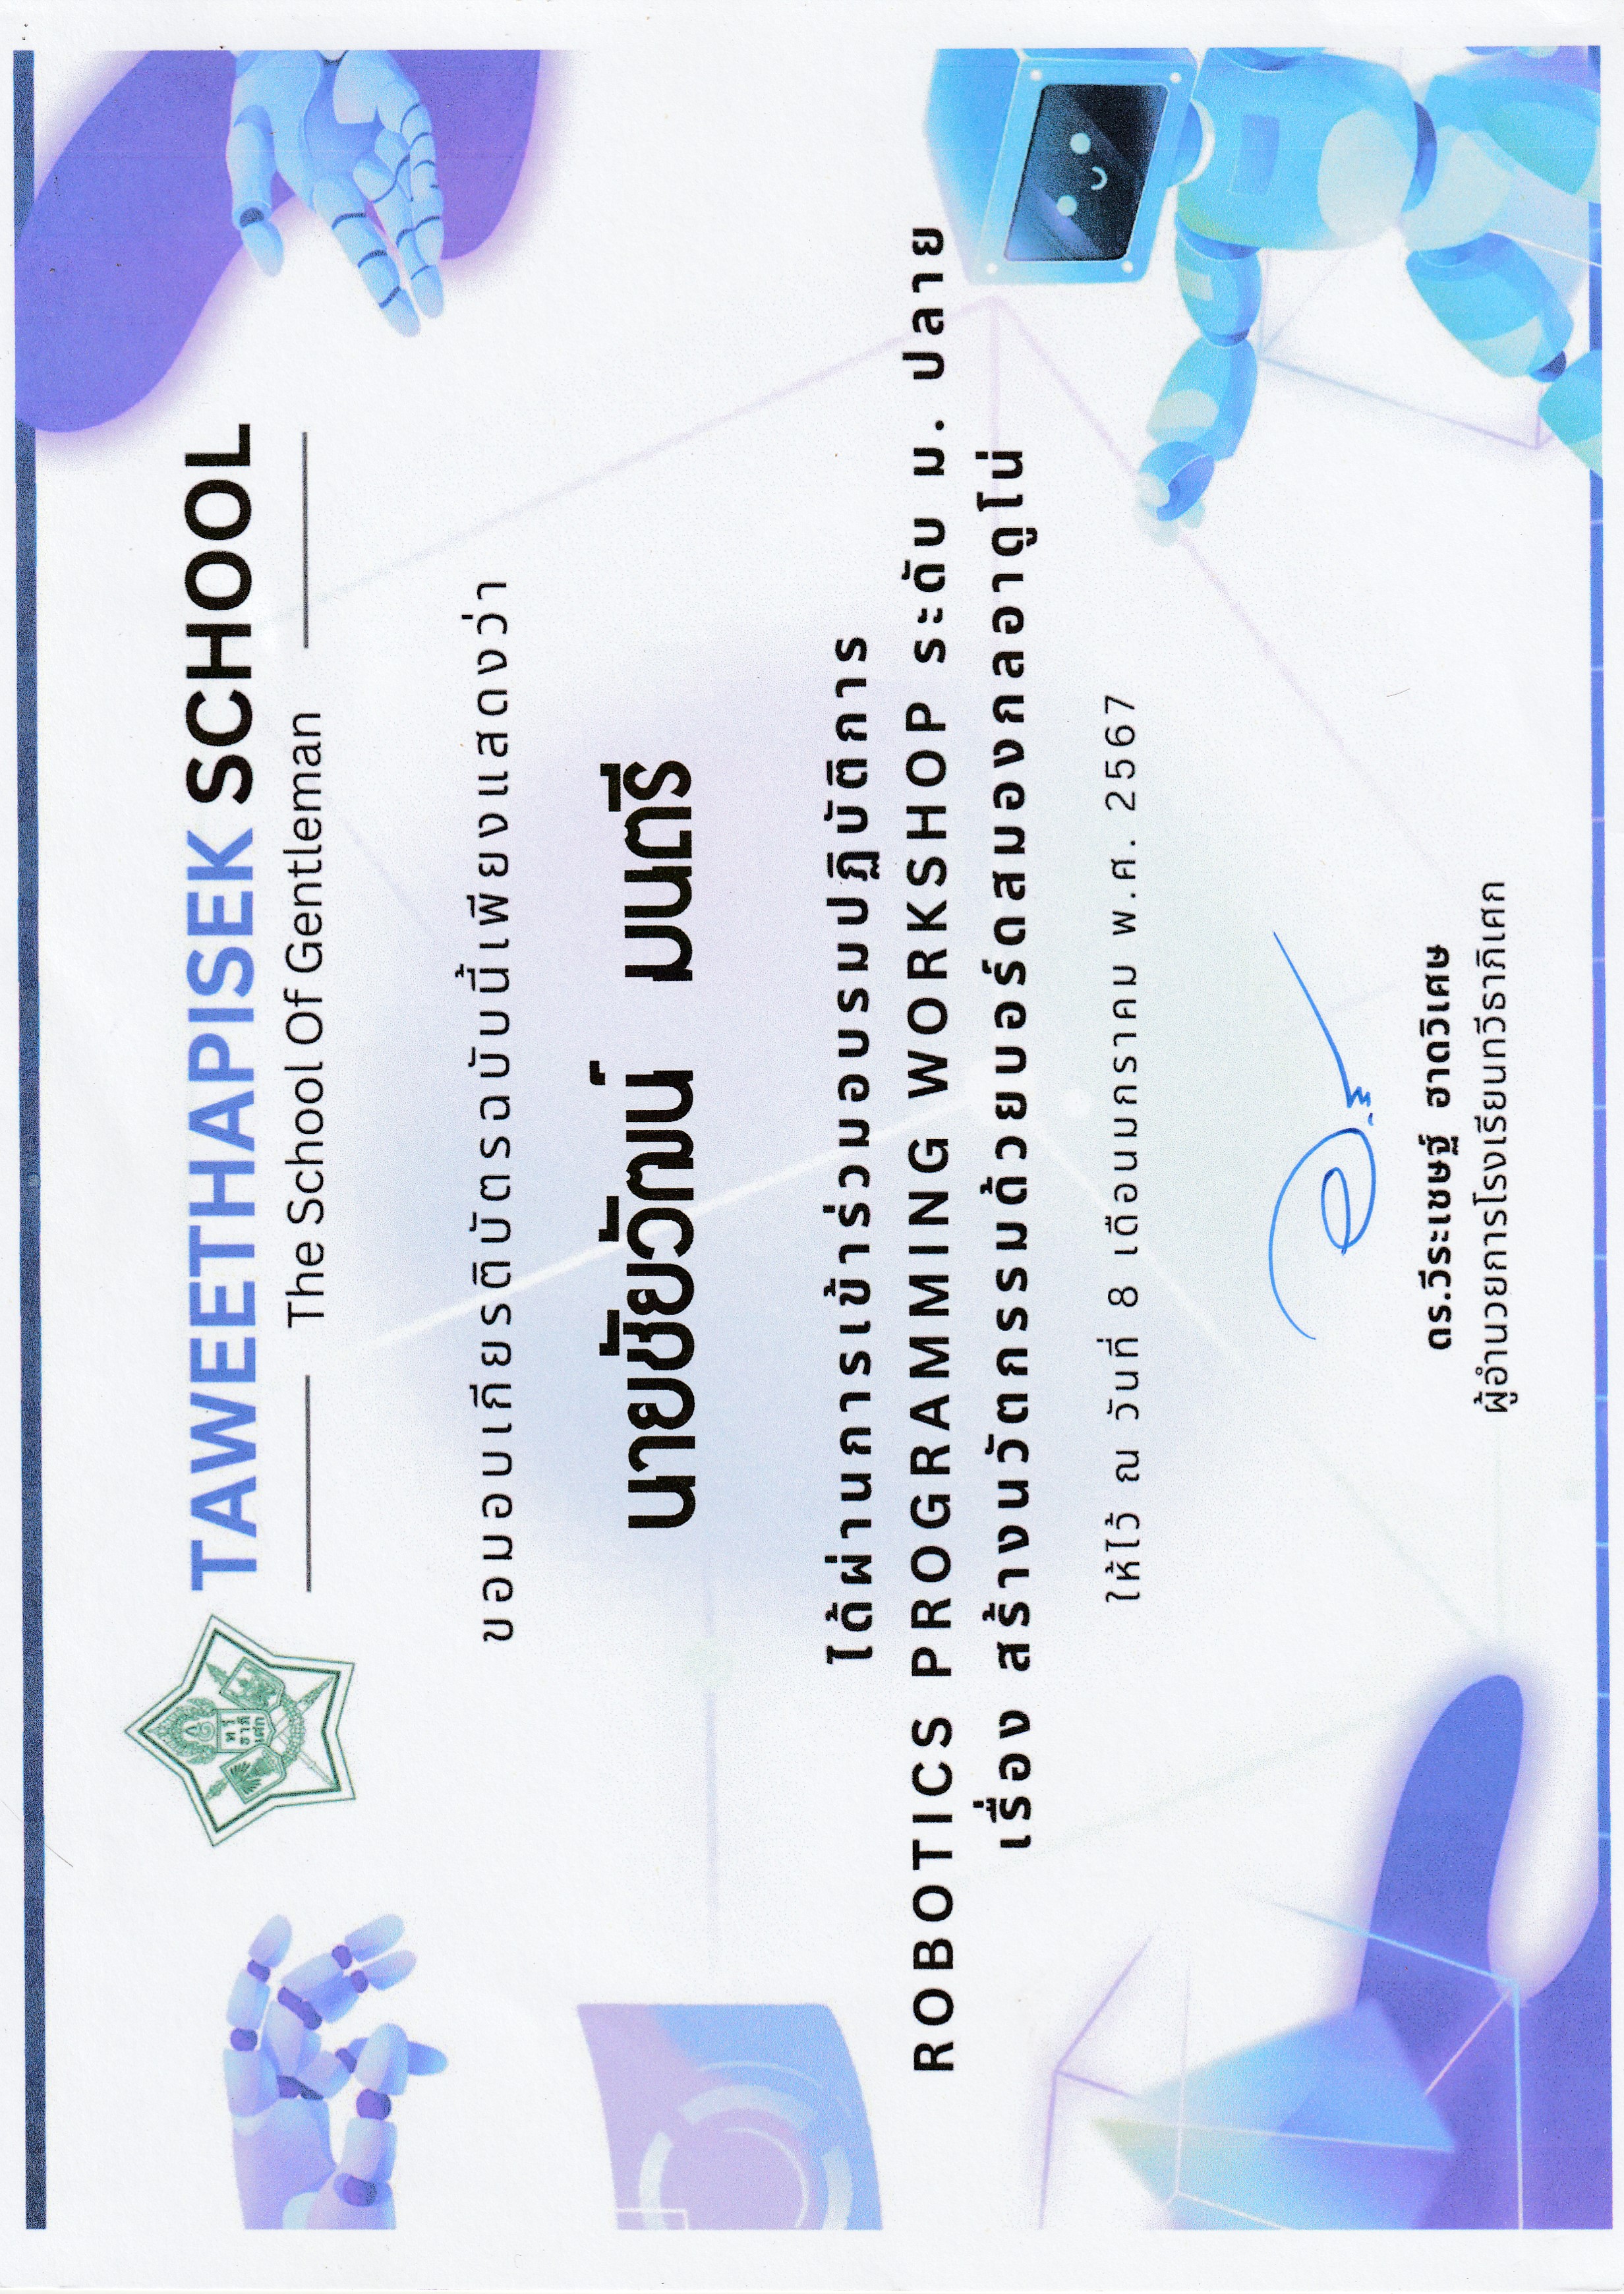 ทวี
ธาภิ
เศก
TAWEETHAPISEK SCHOOL
The School Of Gentleman
ขอมอบเกียรติบัตรฉบับนี้เพียงแสดงว่า
นายชัยวัฒน์ มนตรี
ได้ผ่านการเข้าร่วมอบรมปฏิบัติการ
ROBOTICS PROGRAMMING WORKSHOP ระดับ ม. ปลาย
เรื่อง สร้างนวัตกรรมด้วยบอร์ดสมองกลอาดูโน่
ให้ไว้ ณ วันที่ 8 เดือนมกราคม พ.ศ. 2567
ดร.วีระเชษฐ์ ฮาดวิเศษ
ผู้อำนวยการโรงเรียนทวีธาภิเศก